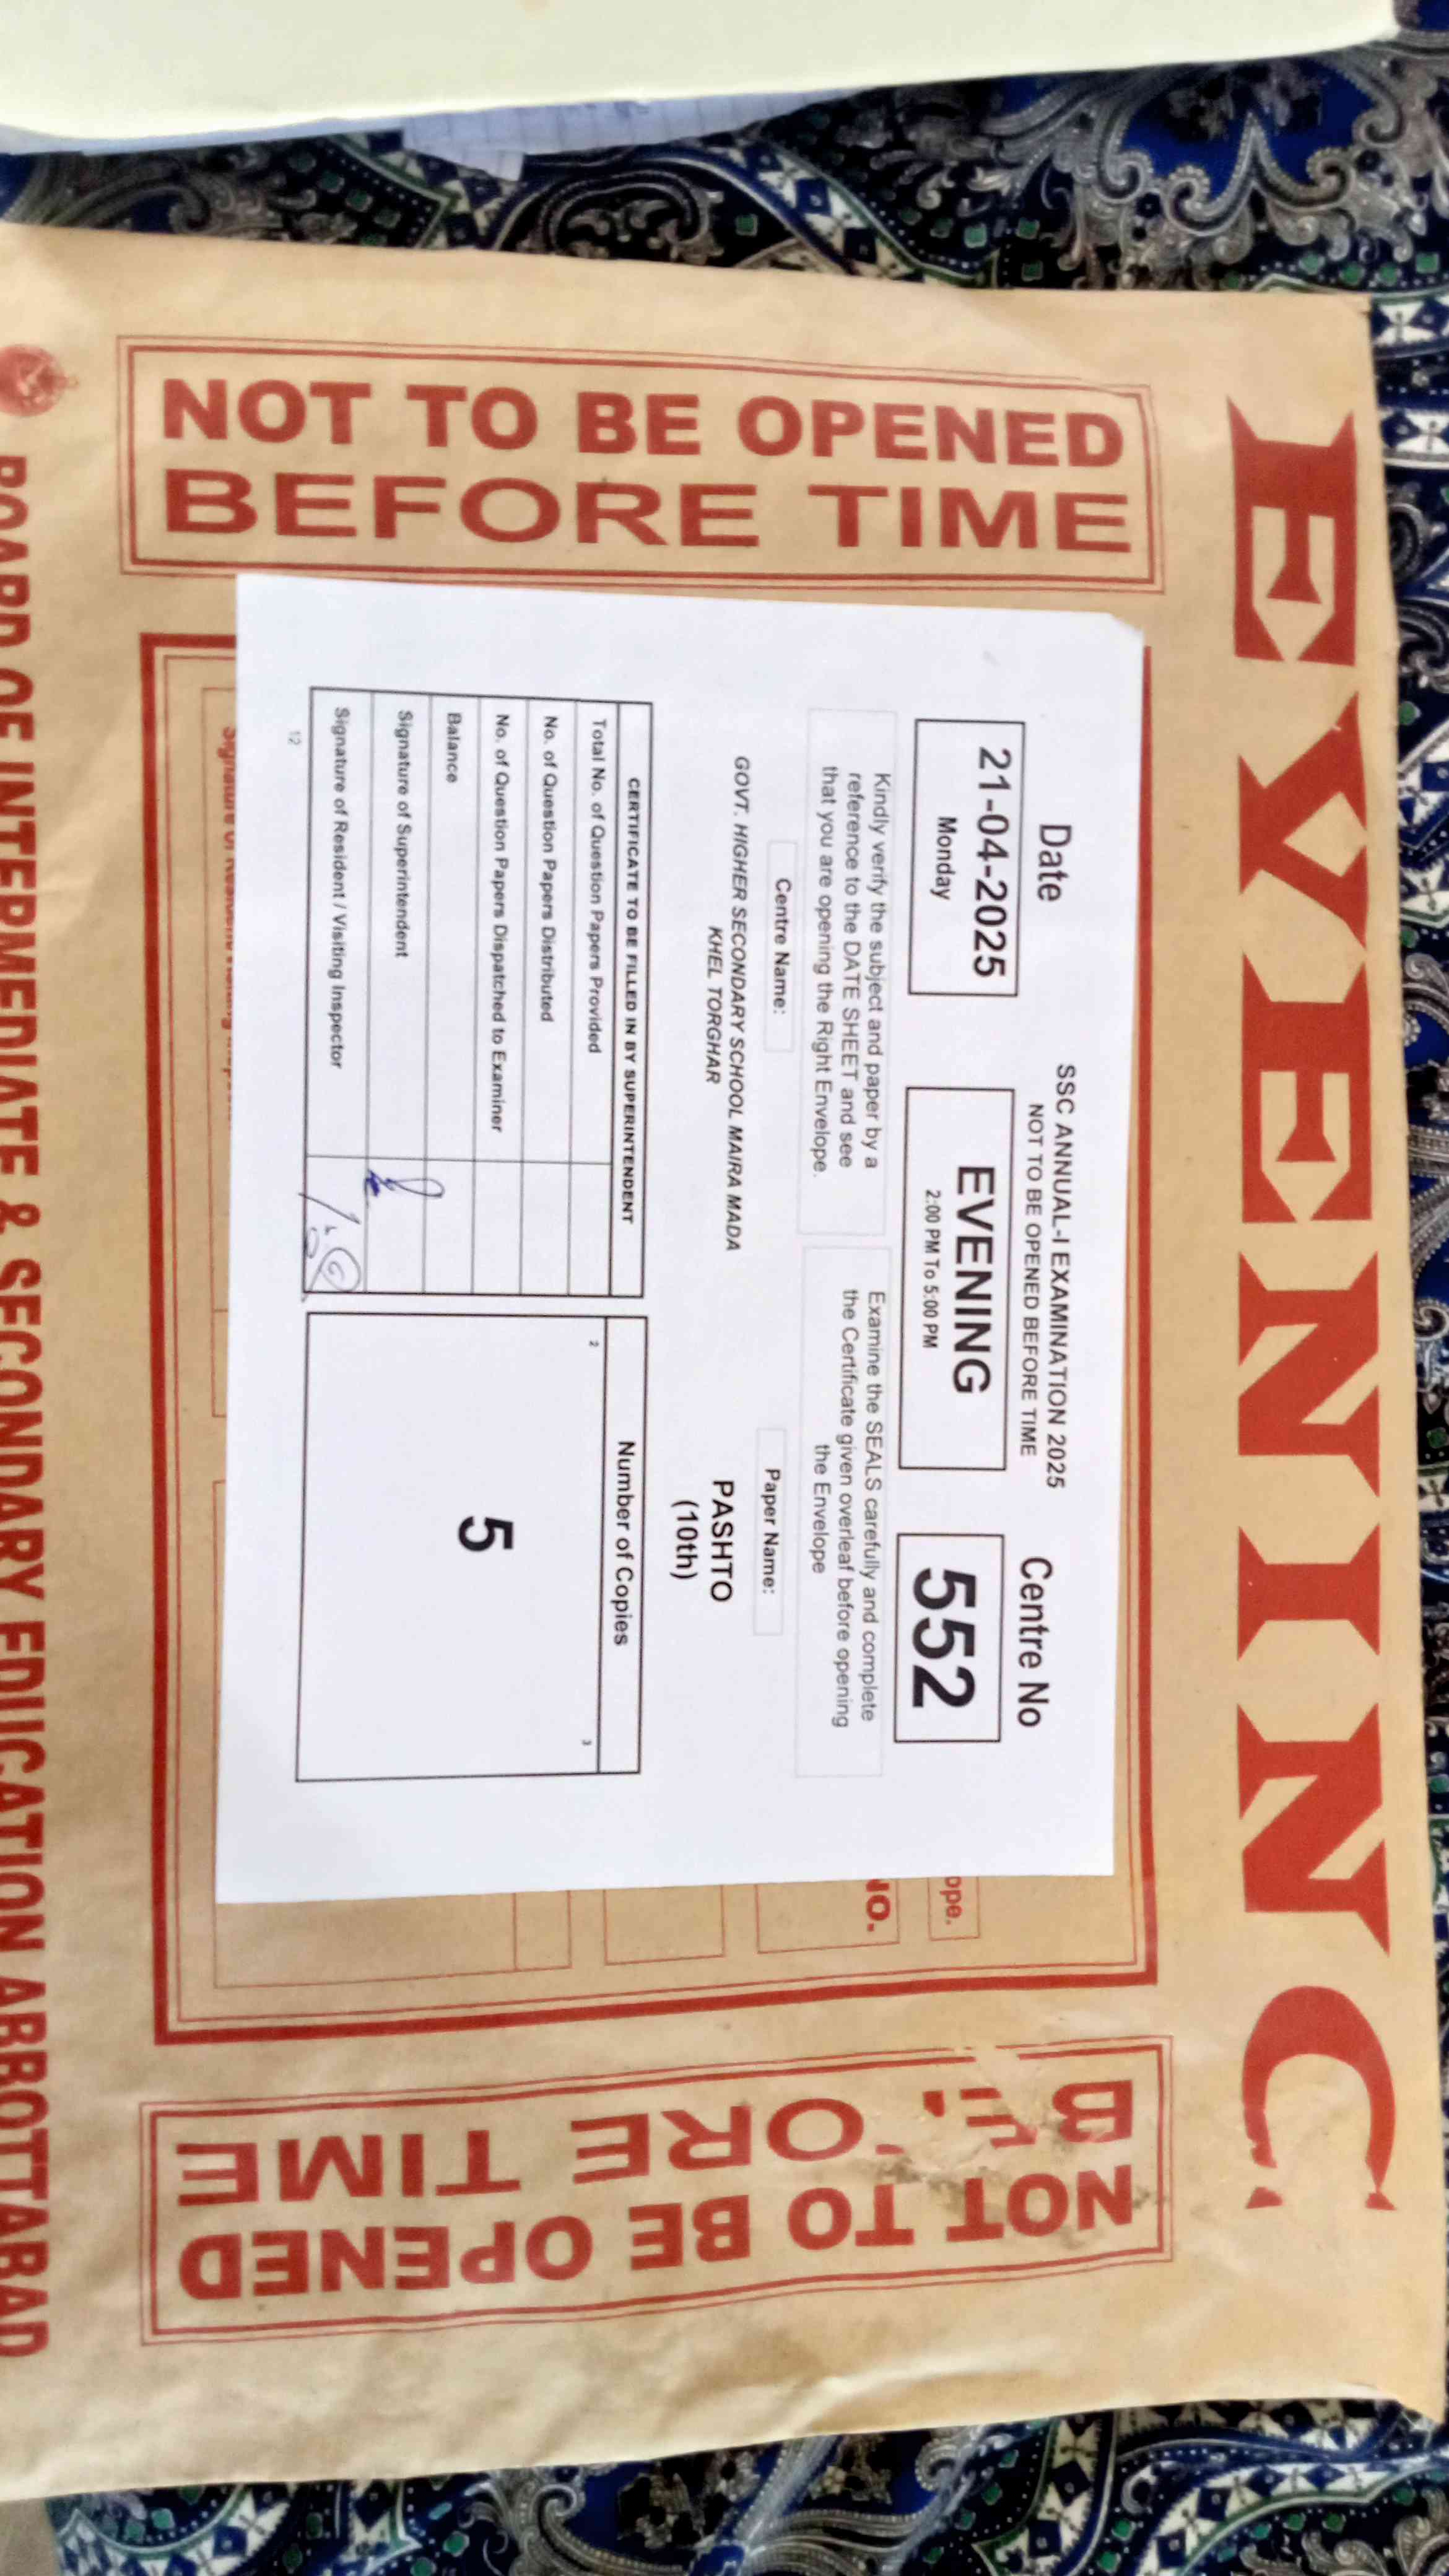 EVENING
NOT TO BE OPENED
BEFORE TIME
SSC ANNUAL-I EXAMINATION 2025
NOT TO BE OPENED BEFORE TIME
Date
21-04-2025
Monday
EVENING
2:00 PM To 5:00 PM
Centre No
552
Kindly verify the subject and paper by a
reference to the DATE SHEET and see
that you are opening the Right Envelope.
Examine the SEALS carefully and complete
the Certificate given overleaf before opening
the Envelope
Centre Name:
GOVT. HIGHER SECONDARY SCHOOL MAIRA MADA
KHEL TORGHAR
Paper Name:
PASHTO
(10th)
CERTIFICATE TO BE FILLED IN BY SUPERINTENDENT
Total No. of Question Papers Provided
No. of Question Papers Distributed
No. of Question Papers Dispatched to Examiner
Balance
Signature of Superintendent
Signature of Resident / Visiting Inspector
12
Number of Copies
2
3
5
ope.
NO.
NOT TO BE OPENED
TIME
BOARD OF INTERMEDIATE & SECONDARY EDUCATION ABBOTTABAD